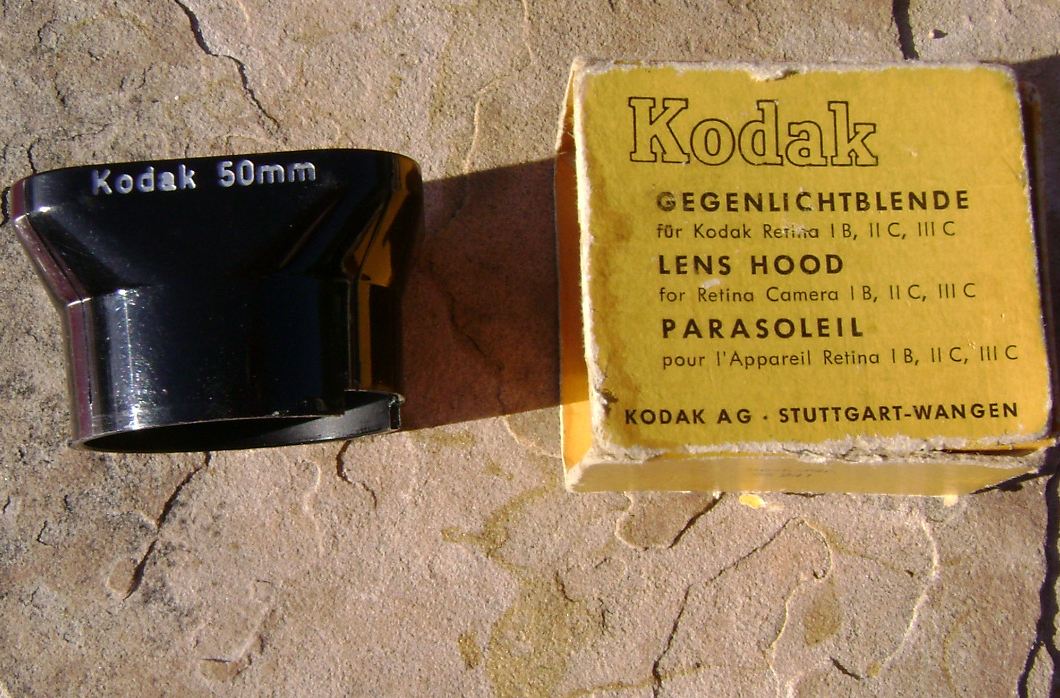 Kodak 50mm
Kodak
GEGENLICHTBLENDE
für Kodak Retina I B, II C, III C
LENS HOOD
for Retina Camera I B, II C, III C
PARASOLEIL
pour l'Appareil Retina I B, II C, III C
KODAK AG · STUTTGART-WANGEN